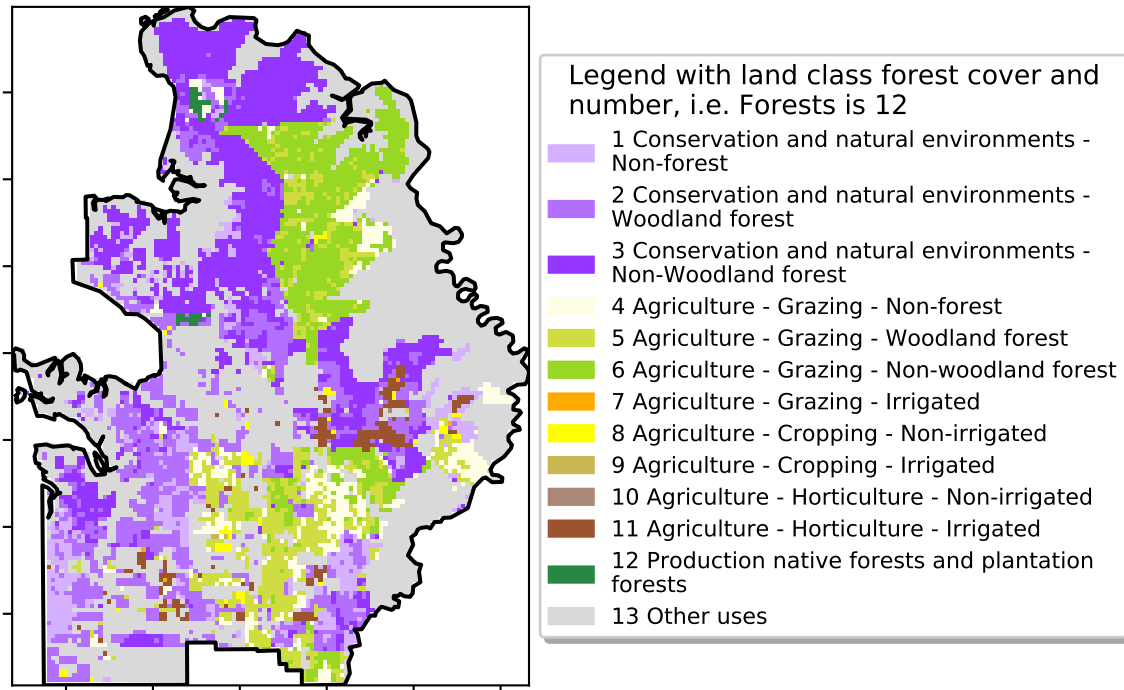 Legend with land class forest cover and
number, i.e. Forests is 12
1 Conservation and natural environments -
Non-forest
2 Conservation and natural environments -
Woodland forest
3 Conservation and natural environments -
Non-Woodland forest
4 Agriculture - Grazing - Non-forest
5 Agriculture - Grazing - Woodland forest
6 Agriculture - Grazing - Non-woodland forest
7 Agriculture - Grazing - Irrigated
8 Agriculture - Cropping - Non-irrigated
9 Agriculture - Cropping - Irrigated
10 Agriculture - Horticulture - Non-irrigated
11 Agriculture - Horticulture - Irrigated
12 Production native forests and plantation
forests
13 Other uses